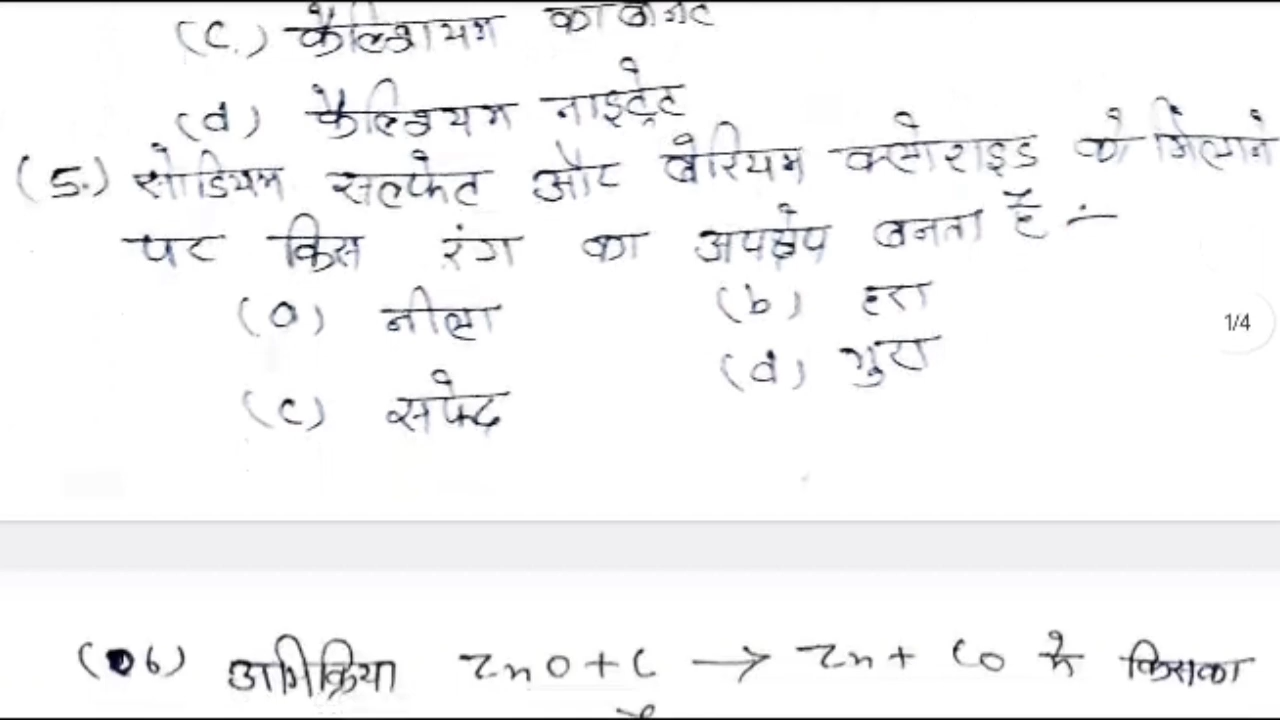 (C.) कैल्शियम कार्बोनेट
(d) कैल्शियम नाइट्रेट
(5.) सोडियम सल्फेट और बेरियम क्लोराइड को मिलाने
पर किस रंग का अपक्षेप बनता है :-
(a) नीला
(b) हरा
(c) सफेद
(d) भुरा
1/4
(06) अभिक्रिया ZnO + C → Zn + CO में किसका